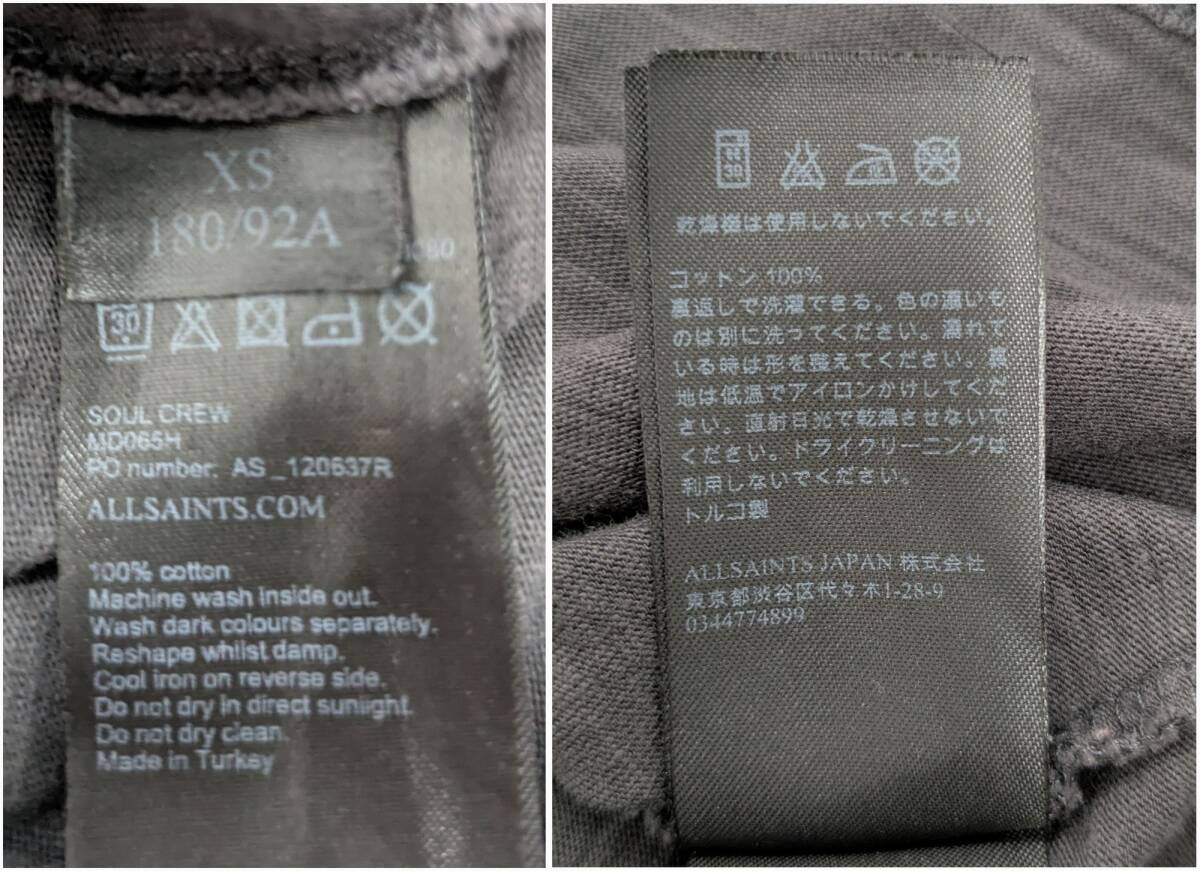 XS
180/92A
30
SOUL CREW
MD065H
PO number: AS_120637R
ALLSAINTS.COM
100% cotton
Machine wash inside out.
Wash dark colours separately.
Reshape whilst damp.
Cool iron on reverse side.
Do not dry in direct sunlight.
Do not dry clean.
Made in Turkey
30
乾燥機は使用しないでください。
コットン 100%
裏返しで洗濯できる。色の濃いも
のは別に洗ってください。濡れて
いる時は形を整えてください。裏
地は低温でアイロンかけしてくだ
さい。直射日光で乾燥させないで
ください。ドライクリーニングは
利用しないでください。
トルコ製
ALLSAINTS JAPAN 株式会社
東京都渋谷区代々木1-28-9
0344774899